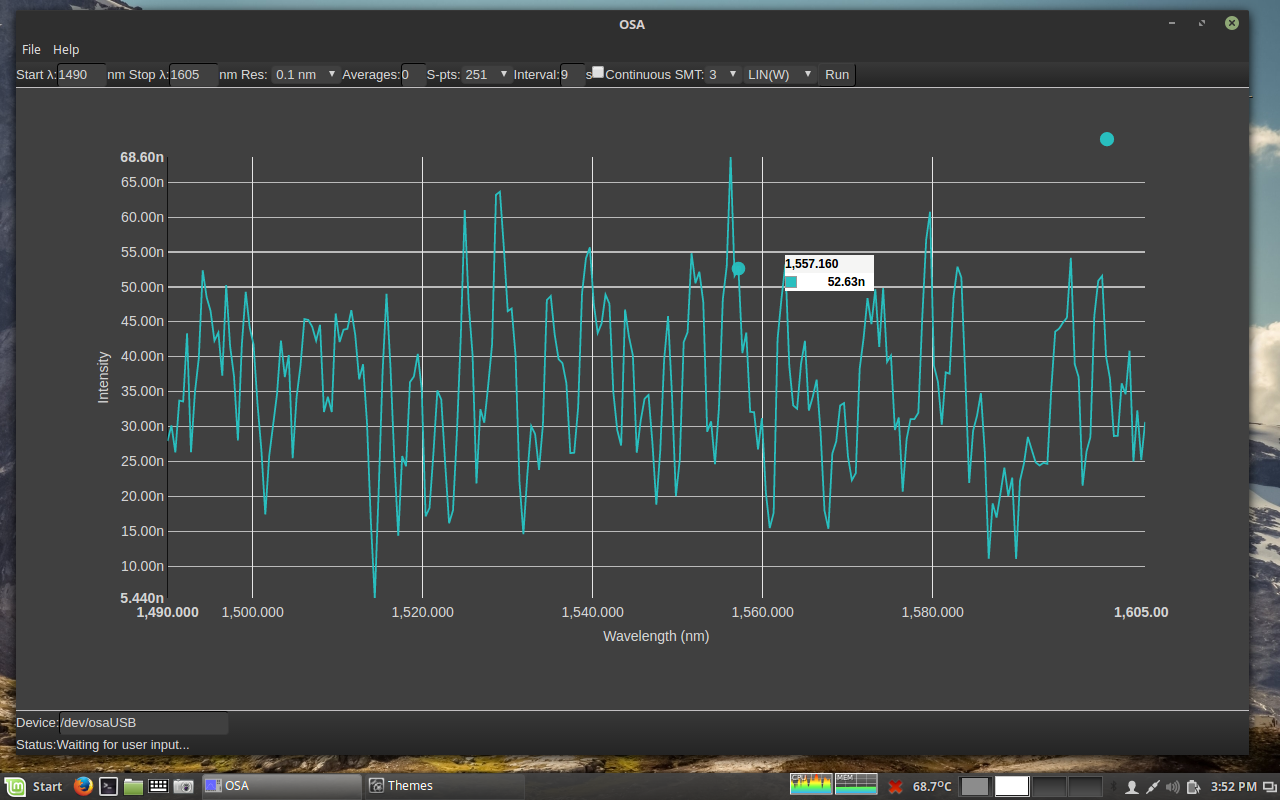 OSA
File Help
Start λ:1490 nm Stop λ:1605 nm Res: 0.1 nm Averages:0 S-pts: 251 Interval:9 s Continuous SMT: 3 LIN(W) Run
68.60n
65.00n
60.00n
55.00n
50.00n
45.00n
40.00n
35.00n
30.00n
25.00n
20.00n
15.00n
10.00n
5.440n
Intensity
1,557.160
52.63n
1,490.000 1,500.000 1,520.000 1,540.000 1,560.000 1,580.000 1,605.00
Wavelength (nm)
Device:/dev/osaUSB
Status:Waiting for user input...
Start OSA Themes CPU MEM 68.7°C 3:52 PM